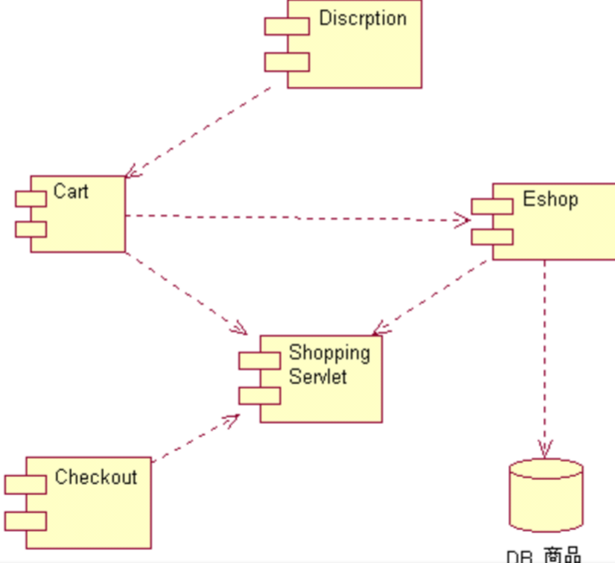 Discrption
Cart
Eshop
Shopping
Servlet
Checkout
DB 商品